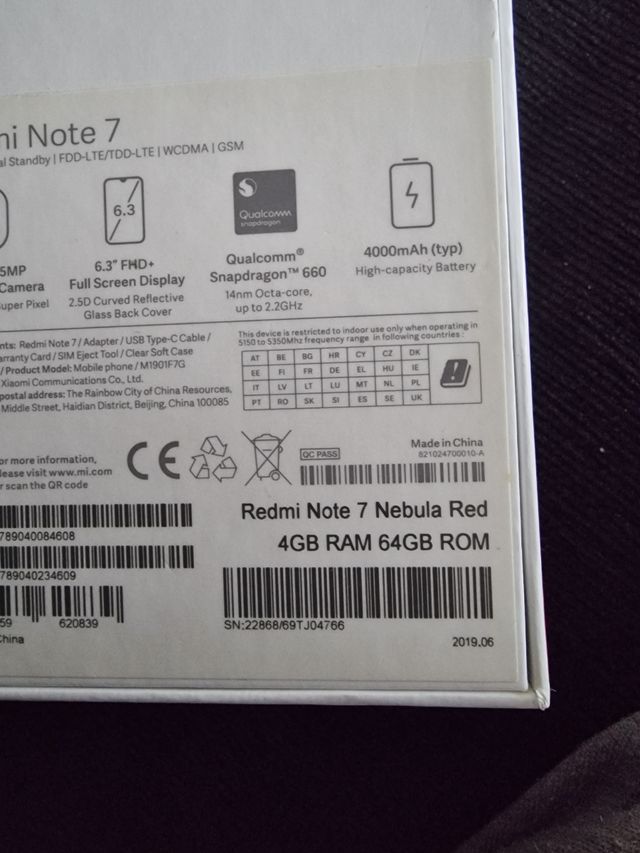 mi Note 7
al Standby | FDD-LTE/TDD-LTE | WCDMA | GSM
6.3
Qualcomm
snapdragon
5MP
Camera
Super Pixel
6.3" FHD+
Full Screen Display
2.5D Curved Reflective
Glass Back Cover
Qualcomm®
Snapdragon™ 660
14nm Octa-core,
up to 2.2GHz
4000mAh (typ)
High-capacity Battery
nts: Redmi Note 7 / Adapter / USB Type-C Cable /
arranty Card / SIM Eject Tool / Clear Soft Case
/ Product Model: Mobile phone / M1901F7G
Xiaomi Communications Co., Ltd.
postal address: The Rainbow City of China Resources,
Middle Street, Haidian District, Beijing, China 100085
This device is restricted to indoor use only when operating in
5150 to 5350Mhz frequency range in following countries :
AT BE BG HR CY CZ DK
EE FI FR DE EL HU IE
IT LV LT LU MT NL PL
PT RO SK SI ES SE UK
or more information,
lease visit www.mi.com
r scan the QR code
CE
QC PASS
Made in China
821024700010-A
Redmi Note 7 Nebula Red
4GB RAM 64GB ROM
789040084608
789040234609
59 620839
China
SN:22868/69TJ04766
2019.06